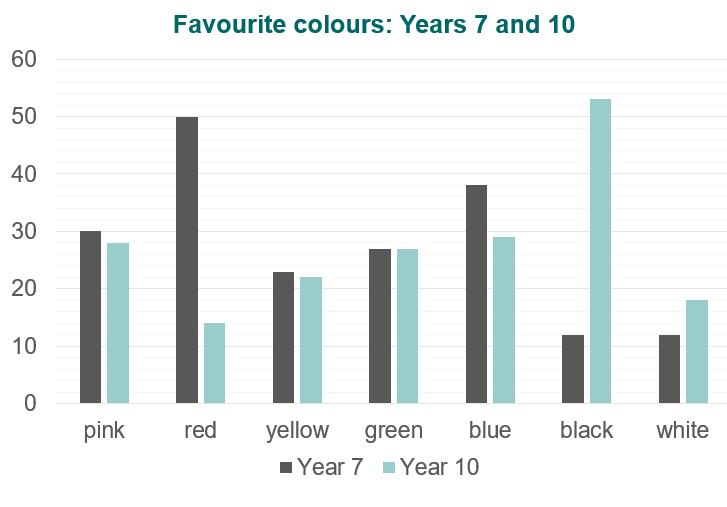 Favourite colours: Years 7 and 10
60
50
40
30
20
10
0
pink red yellow green blue black white
Year 7 Year 10